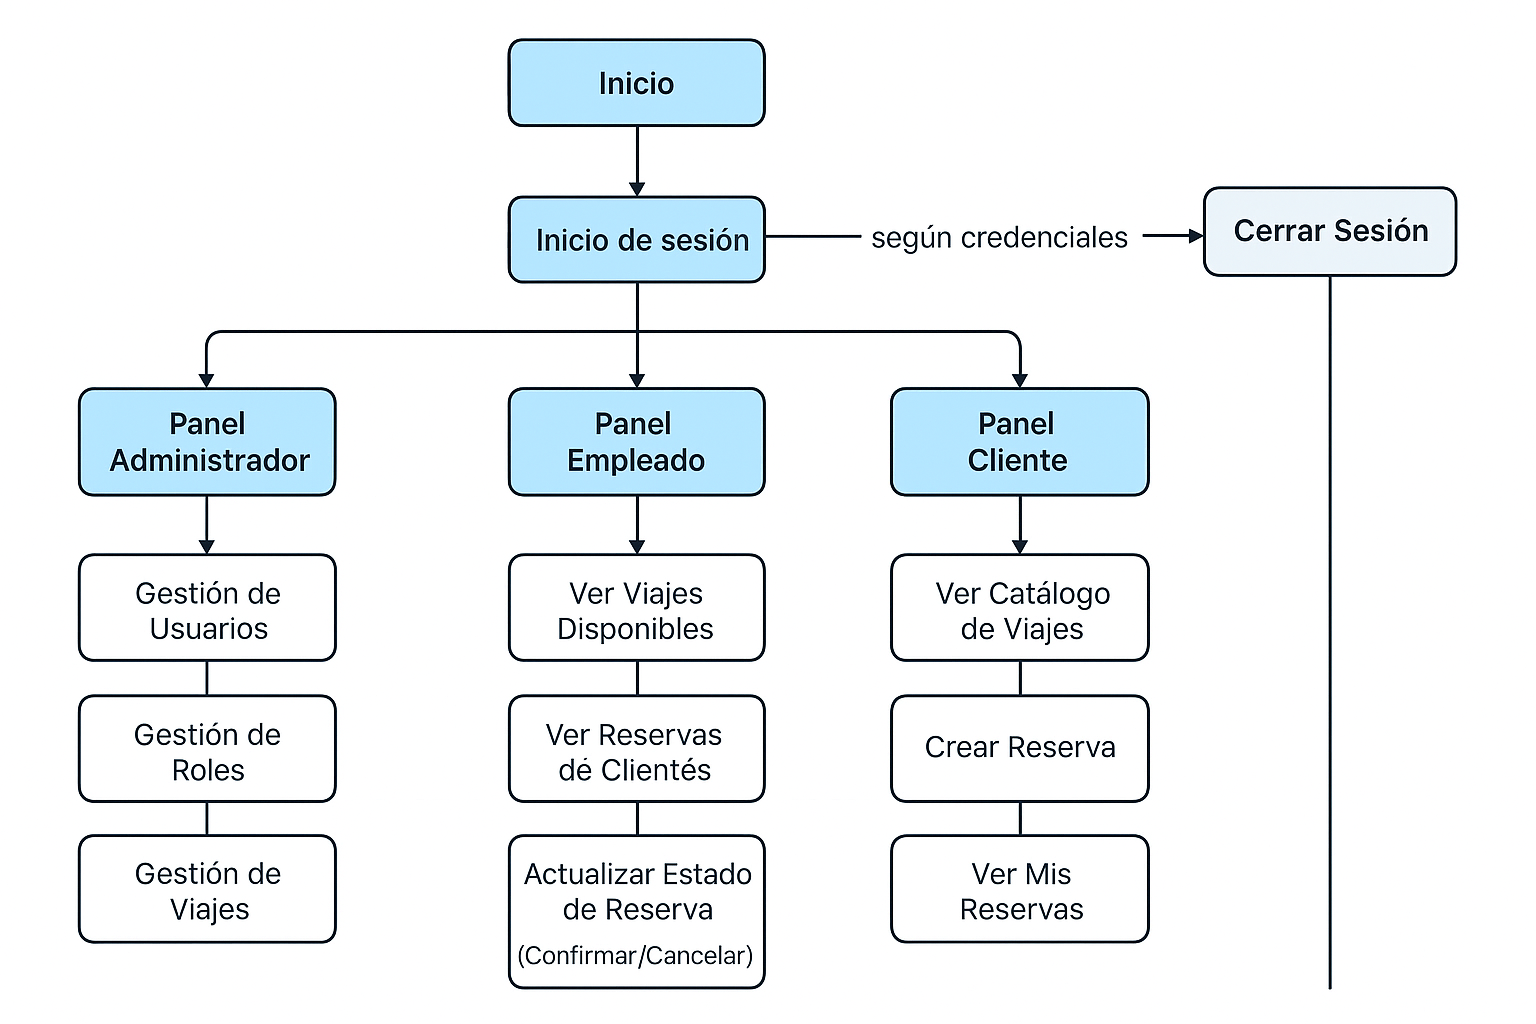 Inicio
Inicio de sesión
según credenciales
Cerrar Sesión
Panel
Administrador
Panel
Empleado
Panel
Cliente
Gestión de
Usuarios
Ver Viajes
Disponibles
Ver Catálogo
de Viajes
Gestión de
Roles
Ver Reservas
dé Clientés
Crear Reserva
Gestión de
Viajes
Actualizar Estado
de Reserva
(Confirmar/Cancelar)
Ver Mis
Reservas